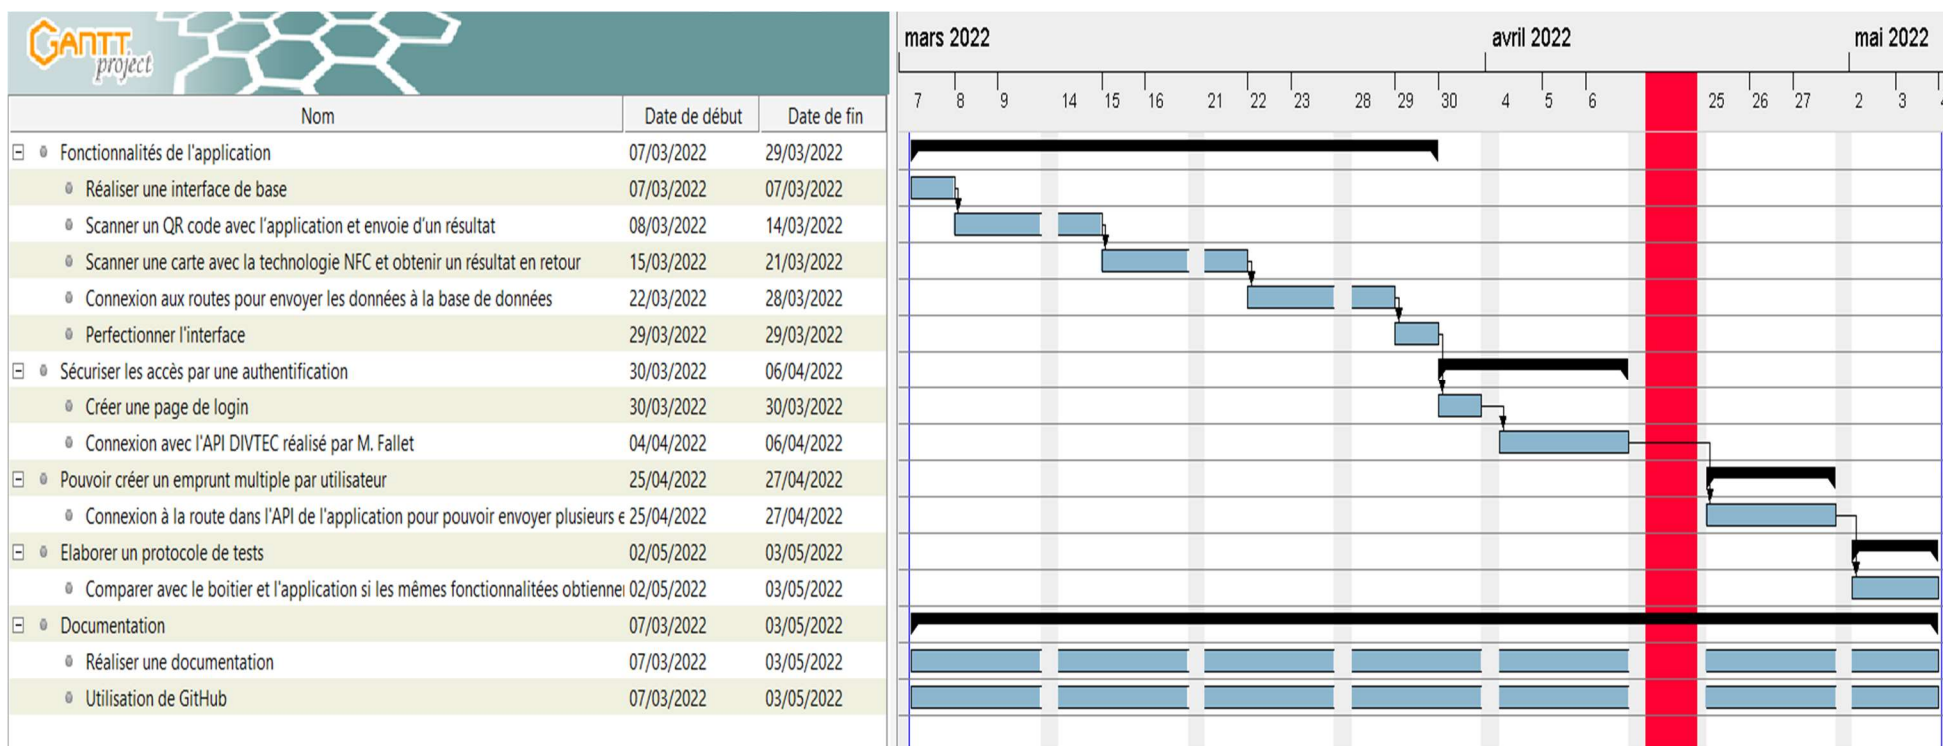 GANTT
project
mars 2022 avril 2022 mai 2022
7 8 9 14 15 16 21 22 23 28 29 30 4 5 6 25 26 27 2 3 4
Nom Date de début Date de fin
Fonctionnalités de l'application 07/03/2022 29/03/2022
Réaliser une interface de base 07/03/2022 07/03/2022
Scanner un QR code avec l'application et envoie d'un résultat 08/03/2022 14/03/2022
Scanner une carte avec la technologie NFC et obtenir un résultat en retour 15/03/2022 21/03/2022
Connexion aux routes pour envoyer les données à la base de données 22/03/2022 28/03/2022
Perfectionner l'interface 29/03/2022 29/03/2022
Sécuriser les accès par une authentification 30/03/2022 06/04/2022
Créer une page de login 30/03/2022 30/03/2022
Connexion avec l'API DIVTEC réalisé par M. Fallet 04/04/2022 06/04/2022
Pouvoir créer un emprunt multiple par utilisateur 25/04/2022 27/04/2022
Connexion à la route dans l'API de l'application pour pouvoir envoyer plusieurs e 25/04/2022 27/04/2022
Elaborer un protocole de tests 02/05/2022 03/05/2022
Comparer avec le boitier et l'application si les mêmes fonctionnalitées obtienne 02/05/2022 03/05/2022
Documentation 07/03/2022 03/05/2022
Réaliser une documentation 07/03/2022 03/05/2022
Utilisation de GitHub 07/03/2022 03/05/2022